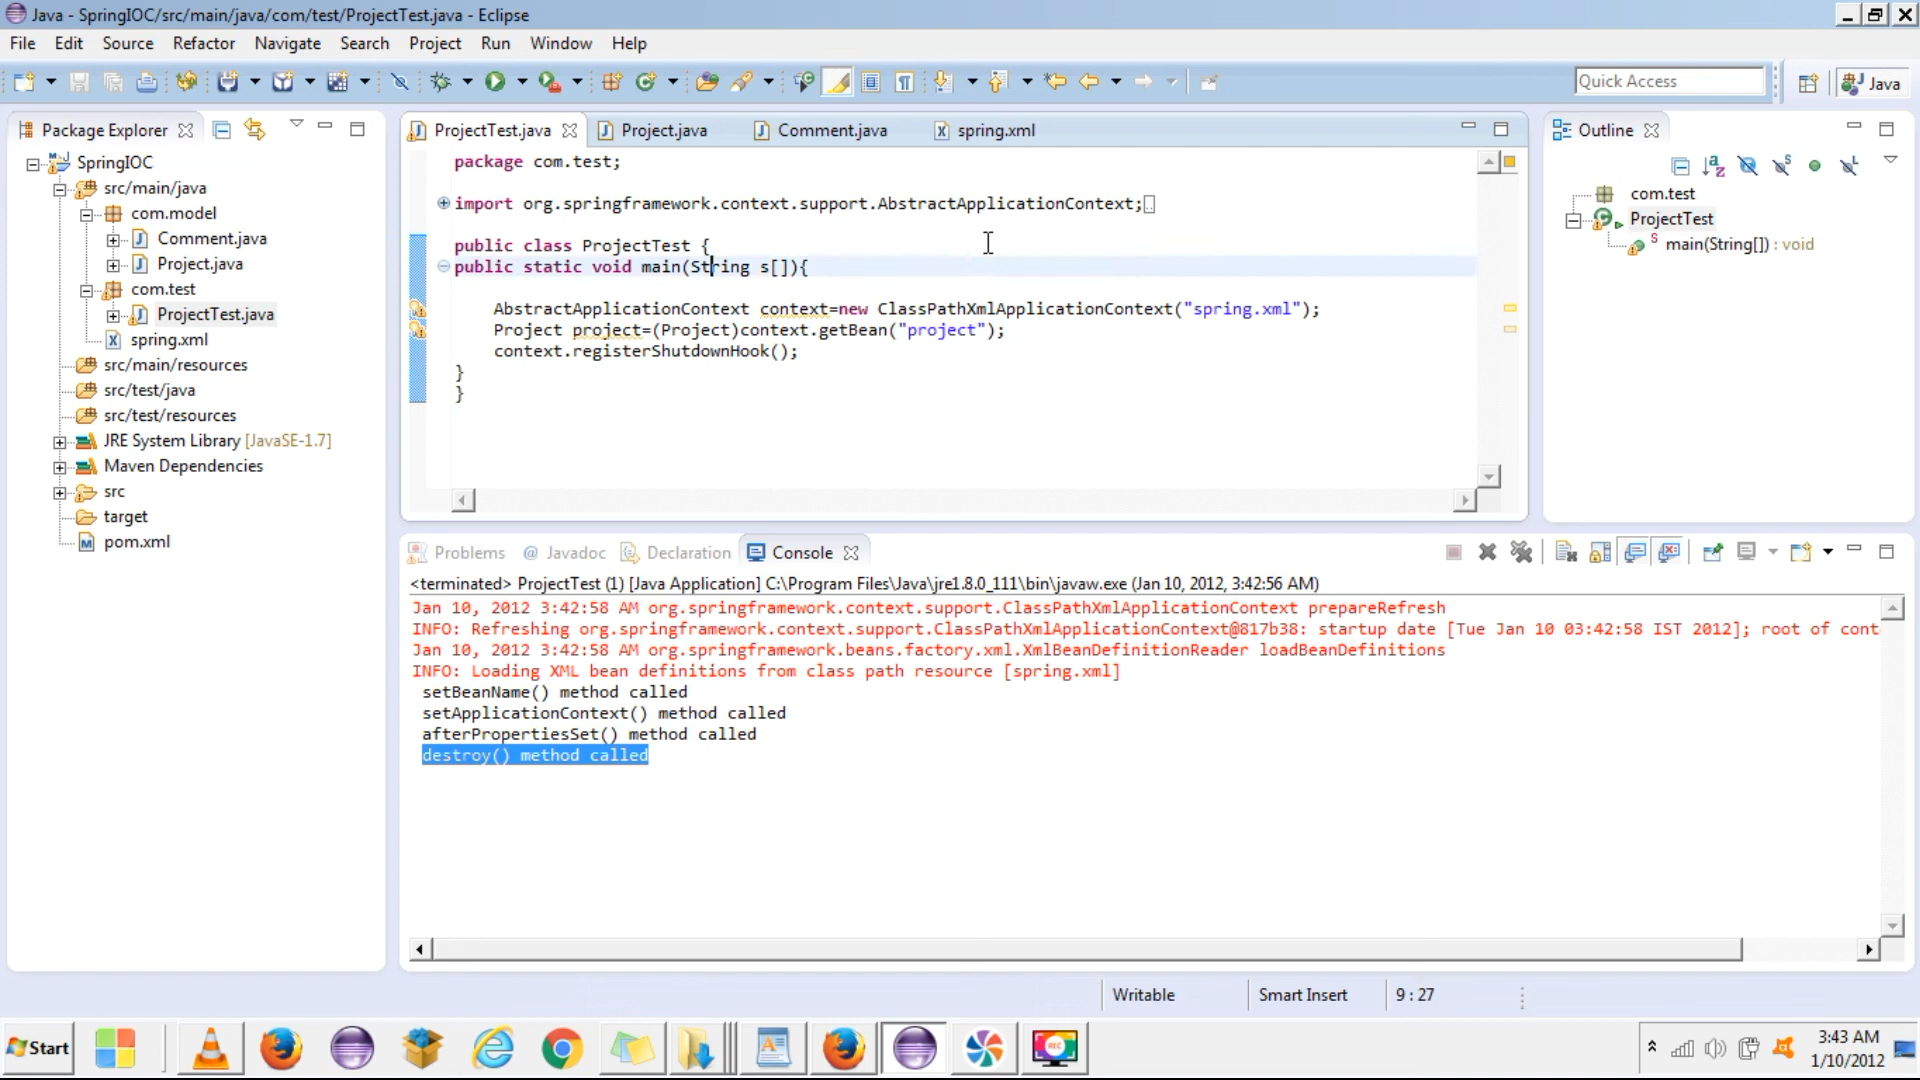 Java - SpringIOC/src/main/java/com/test/ProjectTest.java - Eclipse
File Edit Source Refactor Navigate Search Project Run Window Help
Quick Access
Java
Package Explorer
SpringIOC
src/main/java
com.model
Comment.java
Project.java
com.test
ProjectTest.java
spring.xml
src/main/resources
src/test/java
src/test/resources
JRE System Library [JavaSE-1.7]
Maven Dependencies
src
target
pom.xml
ProjectTest.java Project.java Comment.java spring.xml
package com.test;
import org.springframework.context.support.AbstractApplicationContext;
public class ProjectTest {
public static void main(String s[]){
AbstractApplicationContext context=new ClassPathXmlApplicationContext("spring.xml");
Project project=(Project)context.getBean("project");
context.registerShutdownHook();
}
}
Outline
com.test
ProjectTest
main(String[]) : void
Problems @ Javadoc Declaration Console
<terminated> ProjectTest (1) [Java Application] C:\Program Files\Java\jre1.8.0_111\bin\javaw.exe (Jan 10, 2012, 3:42:56 AM)
Jan 10, 2012 3:42:58 AM org.springframework.context.support.ClassPathXmlApplicationContext prepareRefresh
INFO: Refreshing org.springframework.context.support.ClassPathXmlApplicationContext@817b38: startup date [Tue Jan 10 03:42:58 IST 2012]; root of cont
Jan 10, 2012 3:42:58 AM org.springframework.beans.factory.xml.XmlBeanDefinitionReader loadBeanDefinitions
INFO: Loading XML bean definitions from class path resource [spring.xml]
setBeanName() method called
setApplicationContext() method called
afterPropertiesSet() method called
destroy() method called
Writable Smart Insert 9 : 27
Start
3:43 AM
1/10/2012